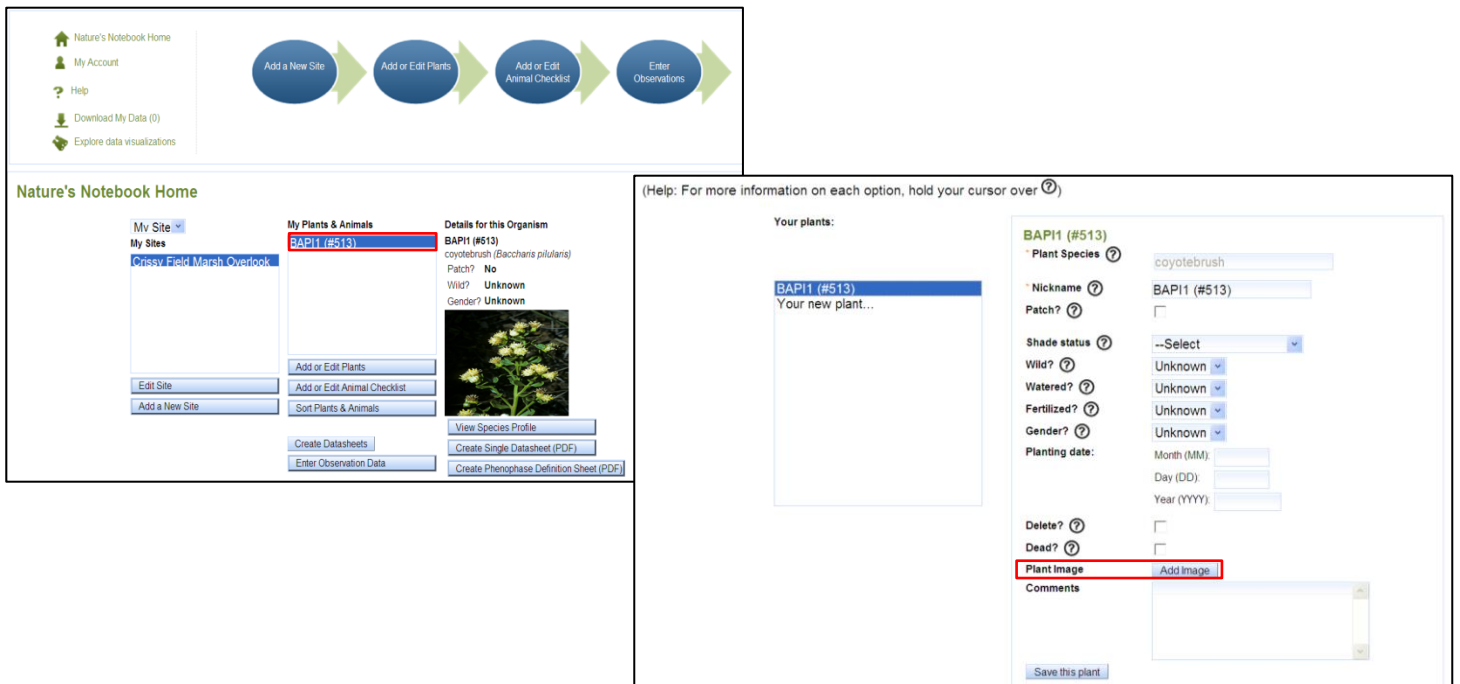 Nature's Notebook Home
My Account
Help
Download My Data (0)
Explore data visualizations
Add a New Site
Add or Edit Plants
Add or Edit
Animal Checklist
Enter
Observations
Nature's Notebook Home
My Site
My Sites
Crissy Field Marsh Overlook
Edit Site
Add a New Site
My Plants & Animals
BAPI1 (#513)
Add or Edit Plants
Add or Edit Animal Checklist
Sort Plants & Animals
Create Datasheets
Enter Observation Data
Details for this Organism
BAPI1 (#513)
coyotebrush (Baccharis pilularis)
Patch? No
Wild? Unknown
Gender? Unknown
View Species Profile
Create Single Datasheet (PDF)
Create Phenophase Definition Sheet (PDF)
(Help: For more information on each option, hold your cursor over ?)
Your plants:
BAPI1 (#513)
Your new plant...
BAPI1 (#513)
* Plant Species ? coyotebrush
* Nickname ? BAPI1 (#513)
Patch? ?
Shade status ? --Select
Wild? ? Unknown
Watered? ? Unknown
Fertilized? ? Unknown
Gender? ? Unknown
Planting date: Month (MM):
Day (DD):
Year (YYYY):
Delete? ?
Dead? ?
Plant Image Add Image
Comments
Save this plant